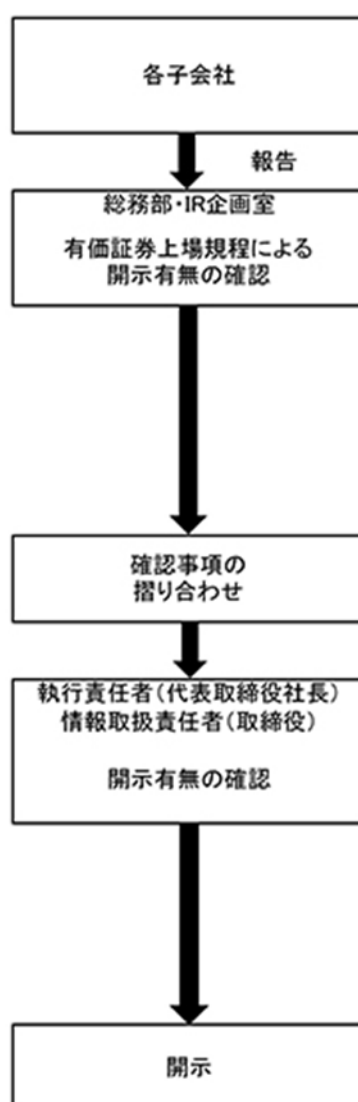 各子会社
報告
総務部・IR企画室
有価証券上場規程による
開示有無の確認
確認事項の
摺り合わせ
執行責任者(代表取締役社長)
情報取扱責任者(取締役)
開示有無の確認
開示